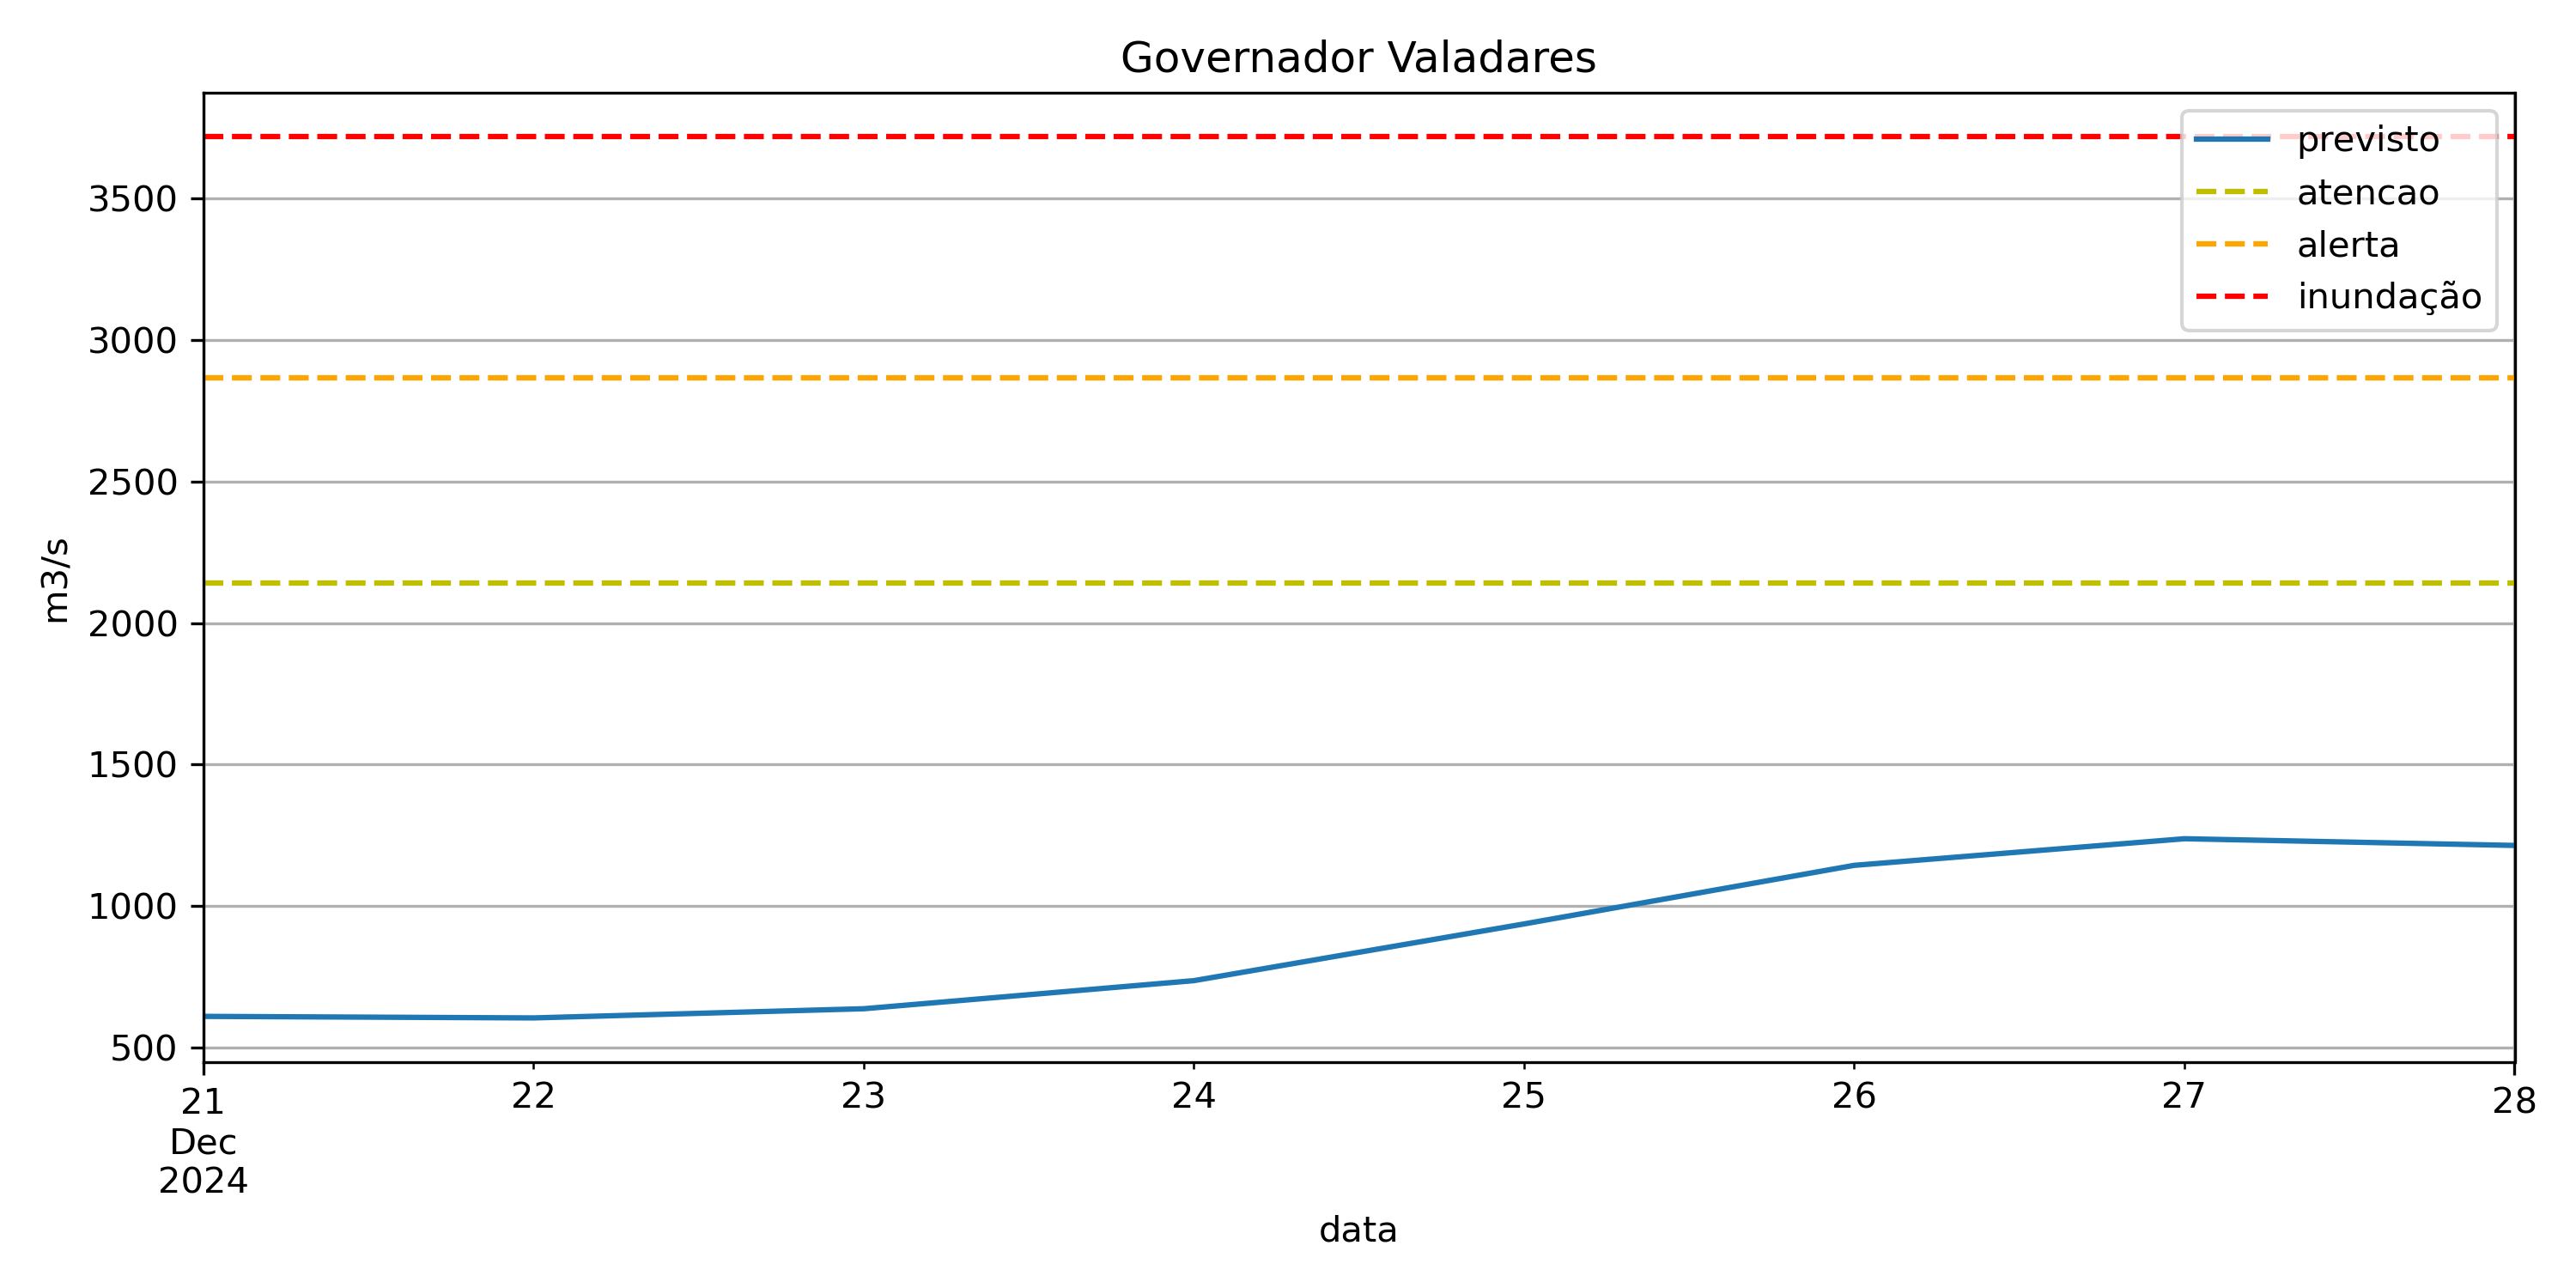 Governador Valadares
previsto
atencao
alerta
inundação
3500
3000
2500
2000
1500
1000
500
m3/s
21
Dec
2024
22
23
24
25
26
27
28
data